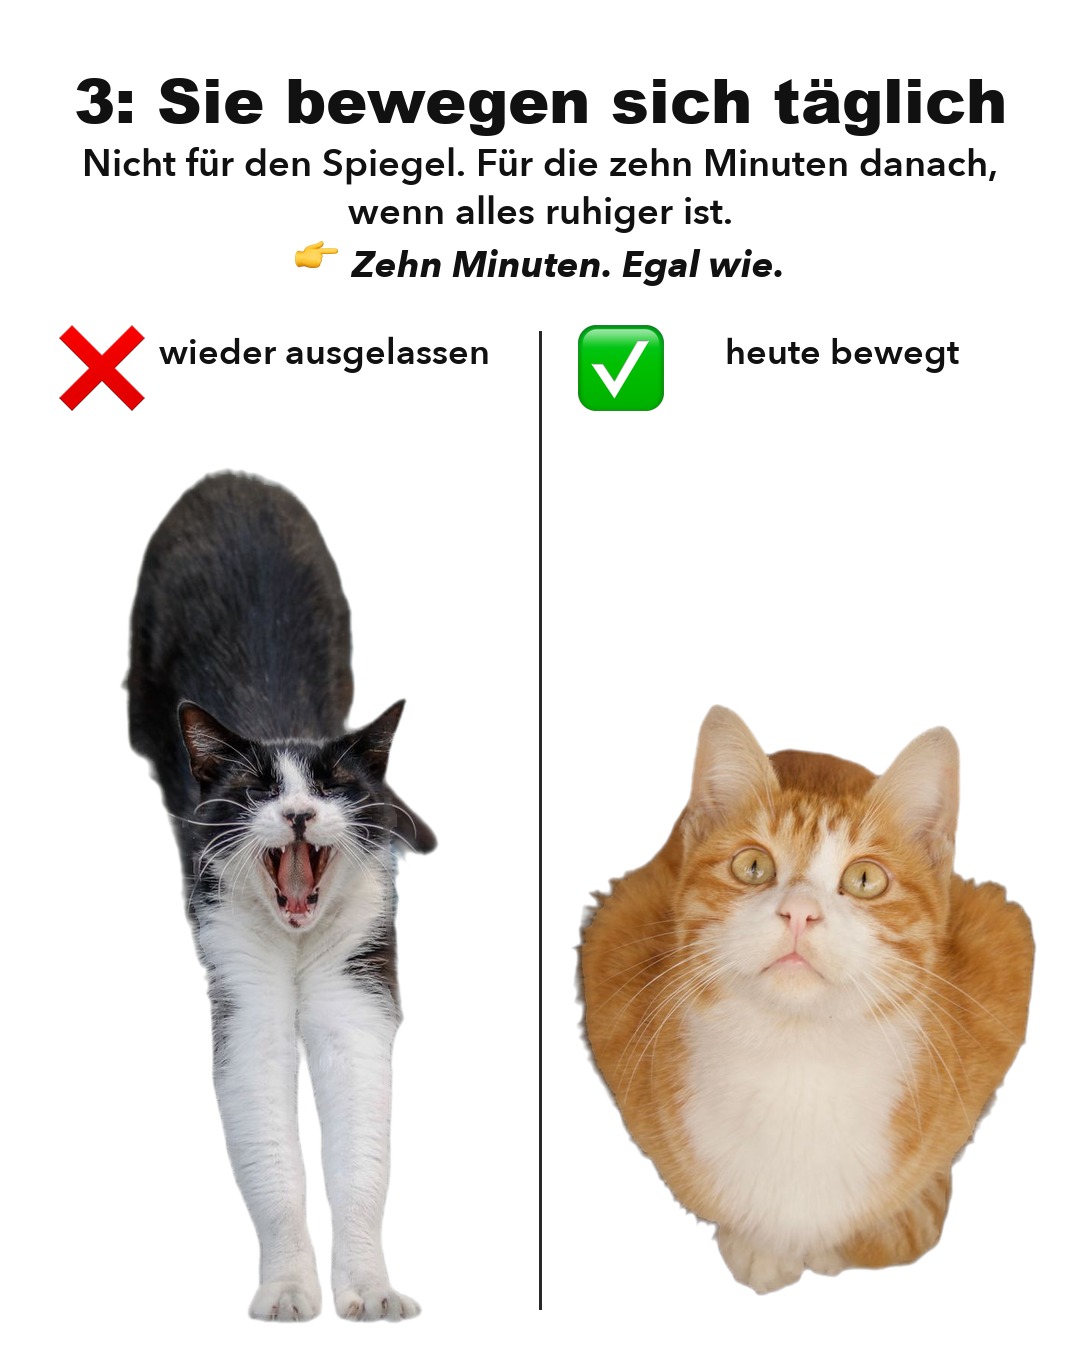 3: Sie bewegen sich täglich
Nicht für den Spiegel. Für die zehn Minuten danach,
wenn alles ruhiger ist.
👉 Zehn Minuten. Egal wie.
❌ wieder ausgelassen
✅ heute bewegt